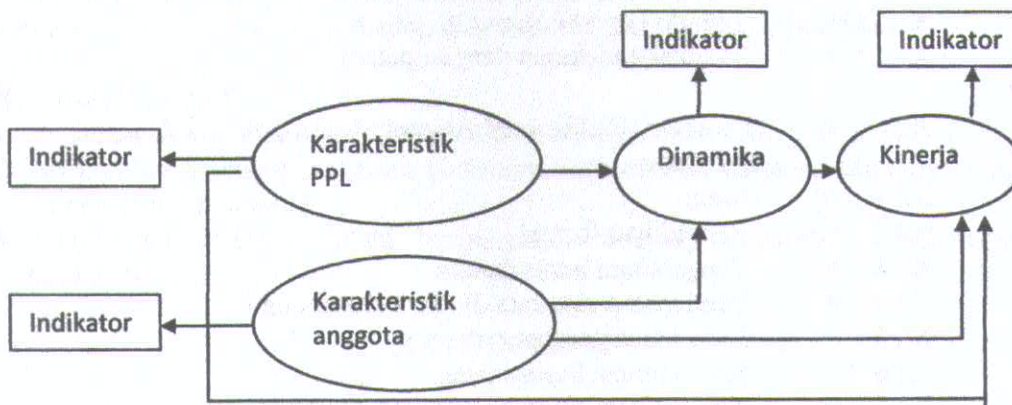 Indikator
Indikator
Indikator
Karakteristik
PPL
Dinamika
Kinerja
Indikator
Karakteristik
anggota